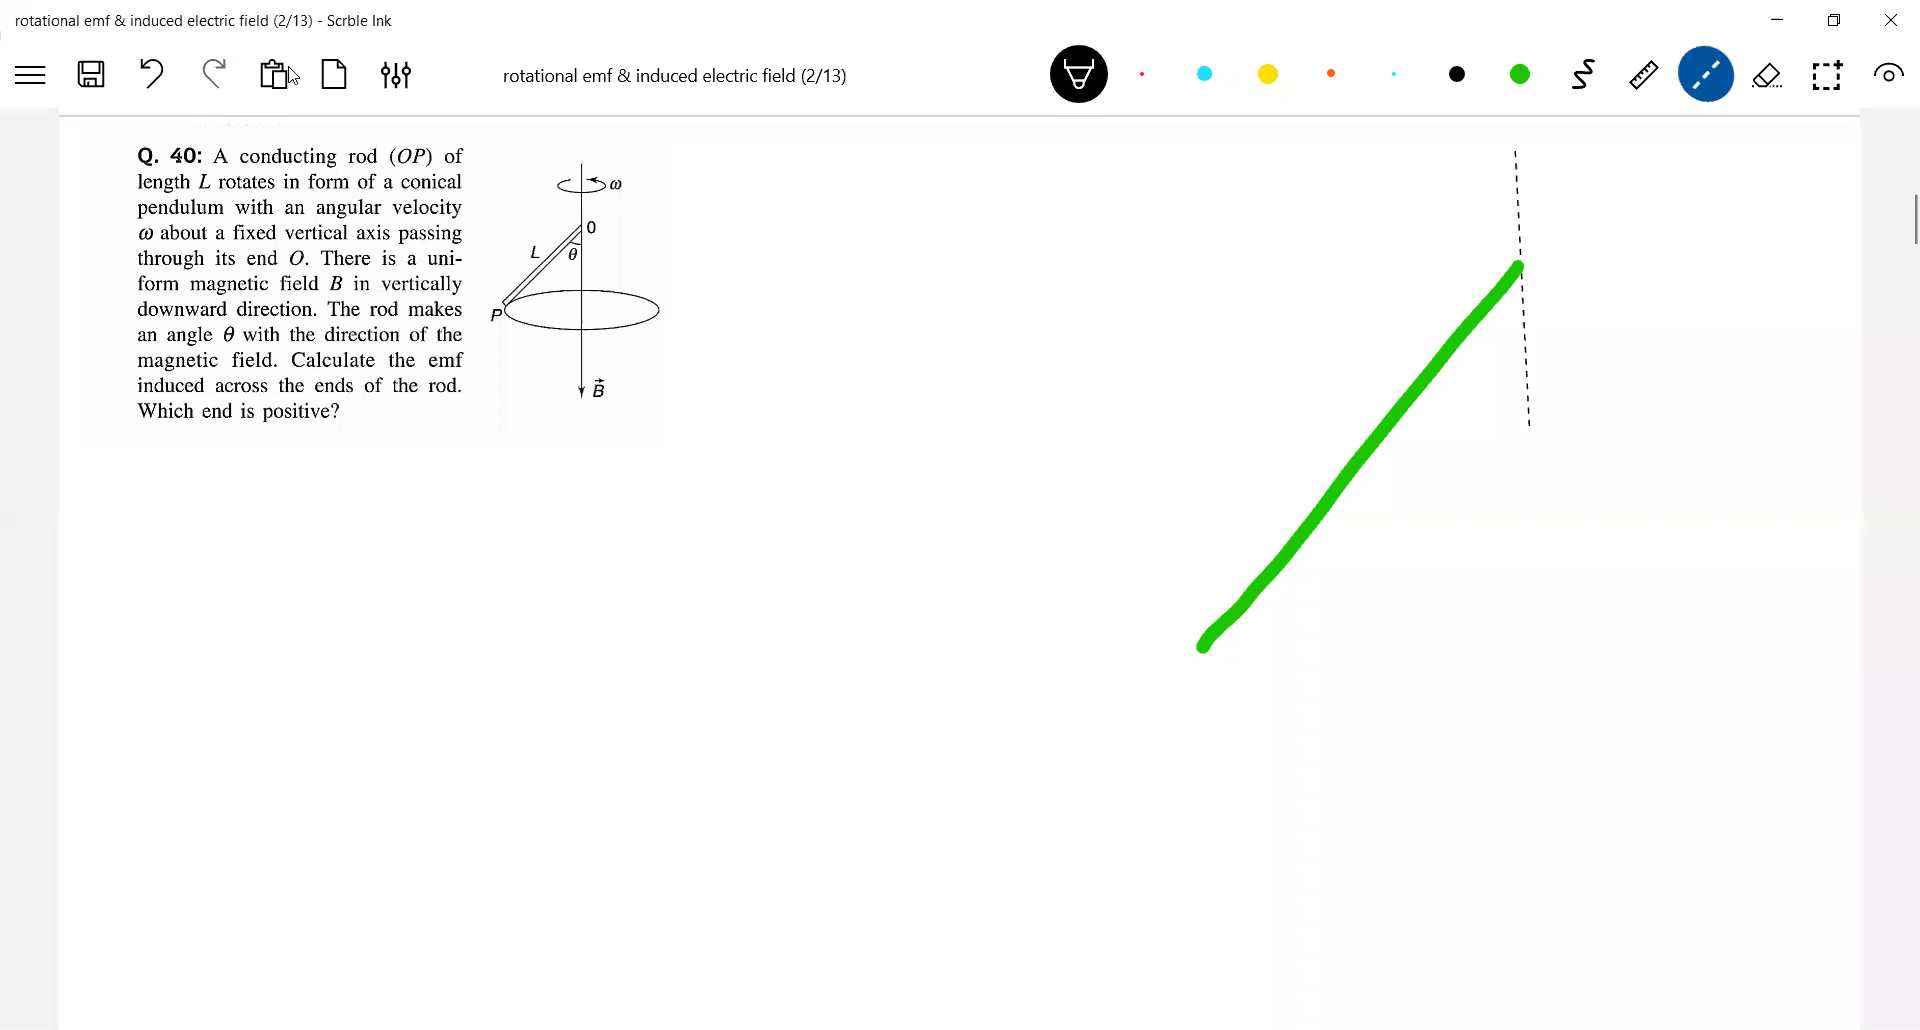 rotational emf & induced electric field (2/13) - Scrble Ink
rotational emf & induced electric field (2/13)
Q. 40: A conducting rod (OP) of
length L rotates in form of a conical
pendulum with an angular velocity
ω about a fixed vertical axis passing
through its end O. There is a uni-
form magnetic field B in vertically
downward direction. The rod makes
an angle θ with the direction of the
magnetic field. Calculate the emf
induced across the ends of the rod.
Which end is positive?
ω
O
L
θ
P
B⃗